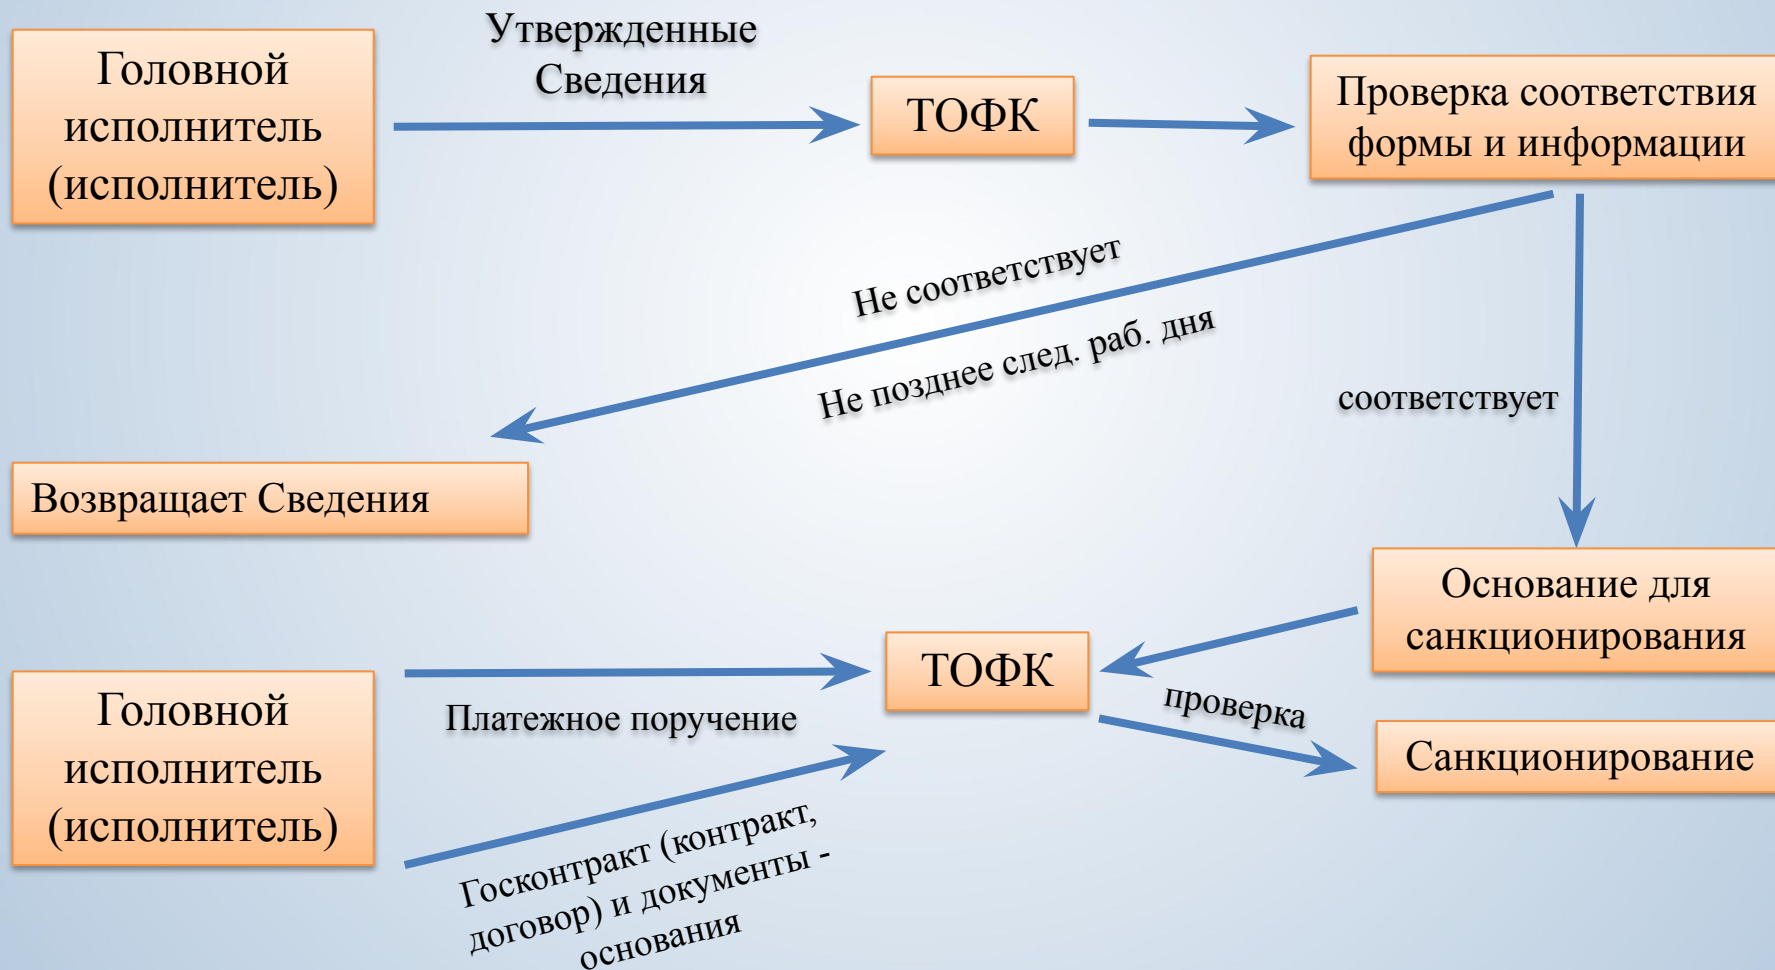 Головной
исполнитель
(исполнитель)
Утвержденные
Сведения
ТОФК
Проверка соответствия
формы и информации
Не соответствует
Не позднее след. раб. дня
соответствует
Возвращает Сведения
Основание для
санкционирования
Головной
исполнитель
(исполнитель)
Платежное поручение
ТОФК
проверка
Санкционирование
Госконтракт (контракт,
договор) и документы -
основания